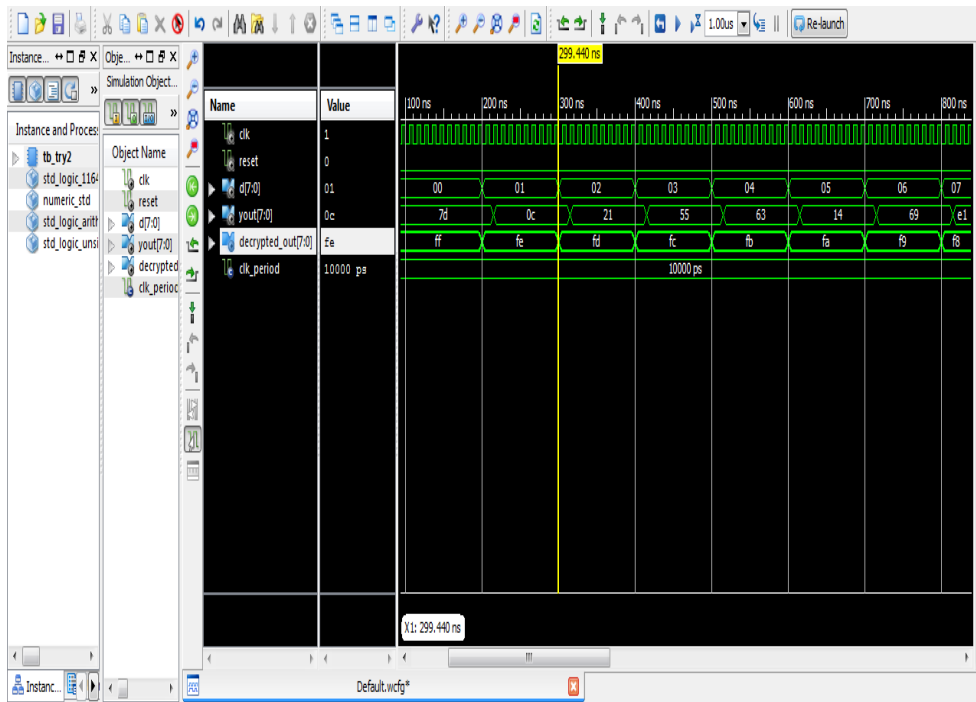 1.00us Re-launch
Instance... Obje...
Simulation Object...
» »
Instance and Process
Object Name
tb_try2
std_logic_1164
numeric_std
std_logic_arith
std_logic_unsi
clk
reset
d[7:0]
yout[7:0]
decrypted
clk_period
299.440 ns
Name Value
100 ns 200 ns 300 ns 400 ns 500 ns 600 ns 700 ns 800 ns
clk 1
reset 0
d[7:0] 01 00 01 02 03 04 05 06 07
yout[7:0] 0c 7d 0c 21 55 63 14 69 e1
decrypted_out[7:0] fe ff fe fd fc fb fa f9 f8
clk_period 10000 ps 10000 ps
X1: 299.440 ns
Instanc... Default.wcfg*